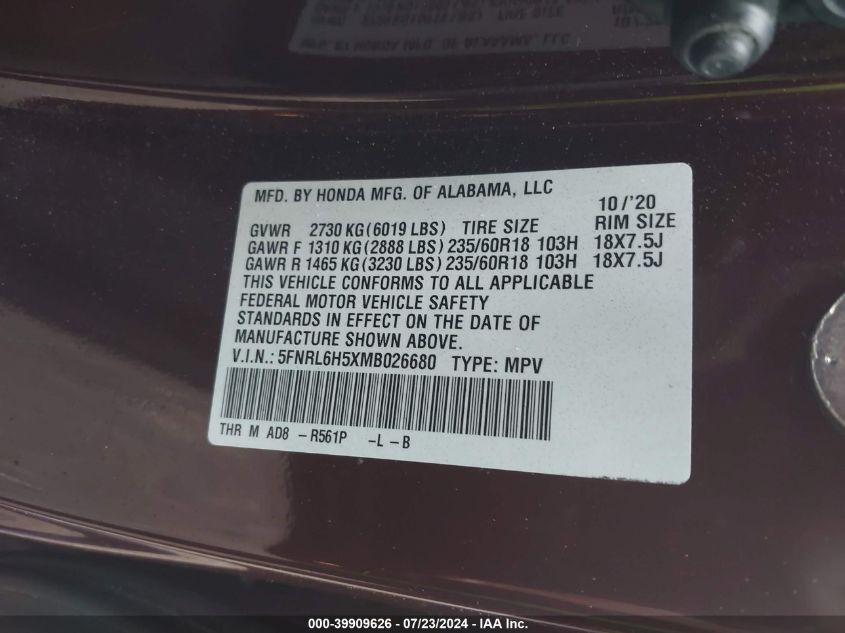 MFD. BY HONDA MFG. OF ALABAMA, LLC
10/'20
GVWR 2730 KG(6019 LBS) TIRE SIZE RIM SIZE
GAWR F 1310 KG(2888 LBS) 235/60R18 103H 18X7.5J
GAWR R 1465 KG(3230 LBS) 235/60R18 103H 18X7.5J
THIS VEHICLE CONFORMS TO ALL APPLICABLE
FEDERAL MOTOR VEHICLE SAFETY
STANDARDS IN EFFECT ON THE DATE OF
MANUFACTURE SHOWN ABOVE.
V.I.N.: 5FNRL6H5XMB026680 TYPE: MPV
THR M AD8 -R561P -L -B
000-39909626 / 07/23/2024 - IAA Inc.